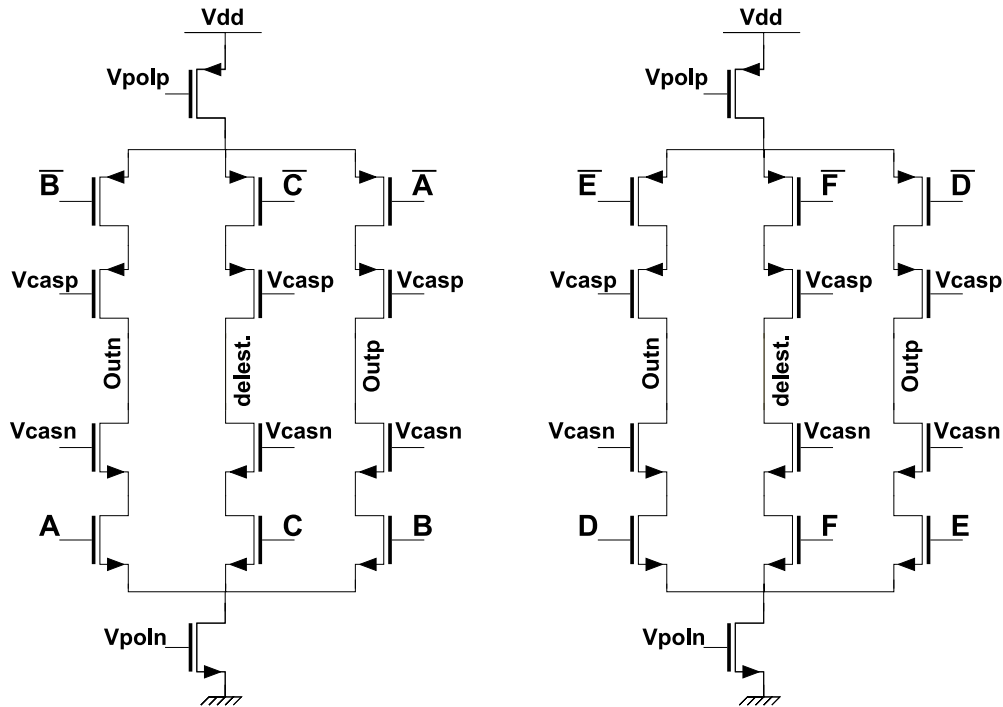 Vdd Vdd
Vpolp Vpolp
B̅ C̅ A̅ E̅ F̅ D̅
Vcasp Vcasp Vcasp Vcasp Vcasp Vcasp
Outn delest. Outp Outn delest. Outp
Vcasn Vcasn Vcasn Vcasn Vcasn Vcasn
A C B D F E
Vpoln Vpoln